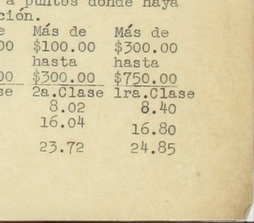 a puntos donde haya
ción.
e Más de Más de
00 $100.00 $300.00
hasta hasta
00 $300.00 $750.00
se 2a.Clase 1ra.Clase
8.02 8.40
16.04 16.80
23.72 24.85